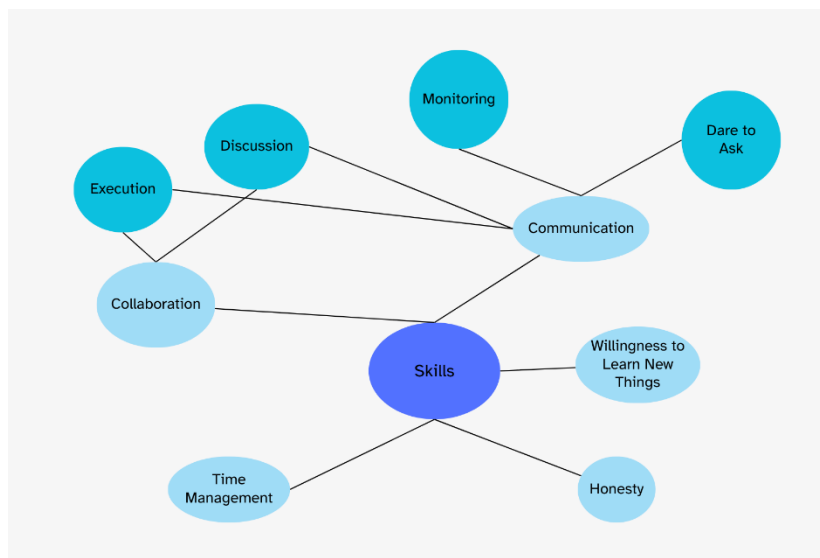 Monitoring
Dare to
Ask
Discussion
Execution
Communication
Collaboration
Skills
Willingness to
Learn New
Things
Time
Management
Honesty